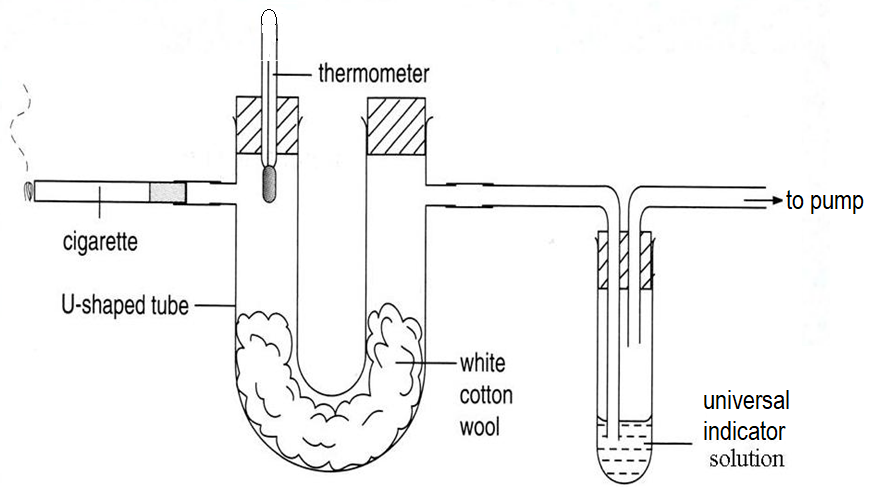 thermometer
cigarette
to pump
U-shaped tube
white
cotton
wool
universal
indicator
solution